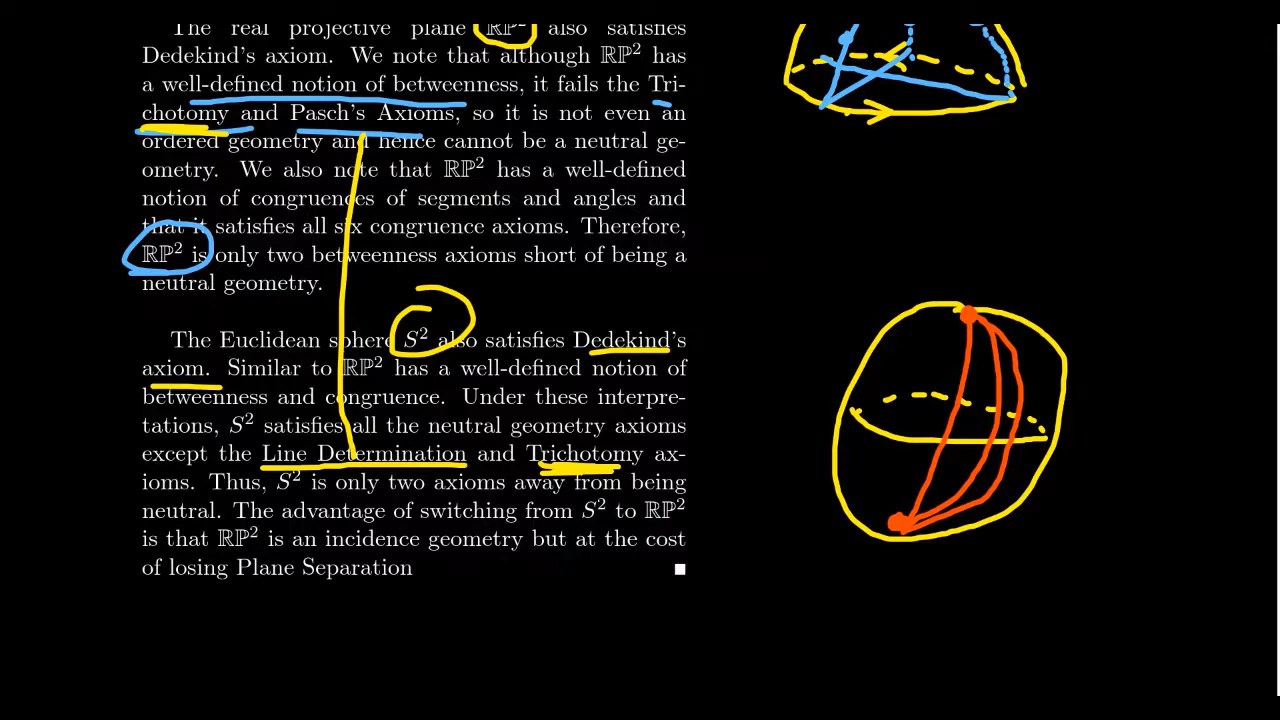 The real projective plane ℝℙ² also satisfies
Dedekind's axiom. We note that although ℝℙ² has
a well-defined notion of betweenness, it fails the Tri-
chotomy and Pasch's Axioms, so it is not even an
ordered geometry and hence cannot be a neutral ge-
ometry. We also note that ℝℙ² has a well-defined
notion of congruences of segments and angles and
that it satisfies all six congruence axioms. Therefore,
ℝℙ² is only two betweenness axioms short of being a
neutral geometry.
The Euclidean sphere S² also satisfies Dedekind's
axiom. Similar to ℝℙ² has a well-defined notion of
betweenness and congruence. Under these interpre-
tations, S² satisfies all the neutral geometry axioms
except the Line Determination and Trichotomy ax-
ioms. Thus, S² is only two axioms away from being
neutral. The advantage of switching from S² to ℝℙ²
is that ℝℙ² is an incidence geometry but at the cost
of losing Plane Separation